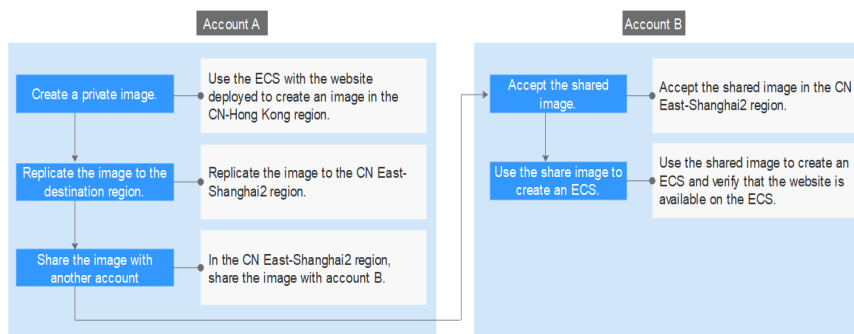 Account A
Create a private image.
Use the ECS with the website
deployed to create an image in the
CN-Hong Kong region.
Replicate the image to the
destination region.
Replicate the image to the CN East-
Shanghai2 region.
Share the image with
another account
In the CN East-Shanghai2 region,
share the image with account B.
Account B
Accept the shared
image.
Accept the shared image in the CN
East-Shanghai2 region.
Use the share image to
create an ECS.
Use the shared image to create an
ECS and verify that the website is
available on the ECS.